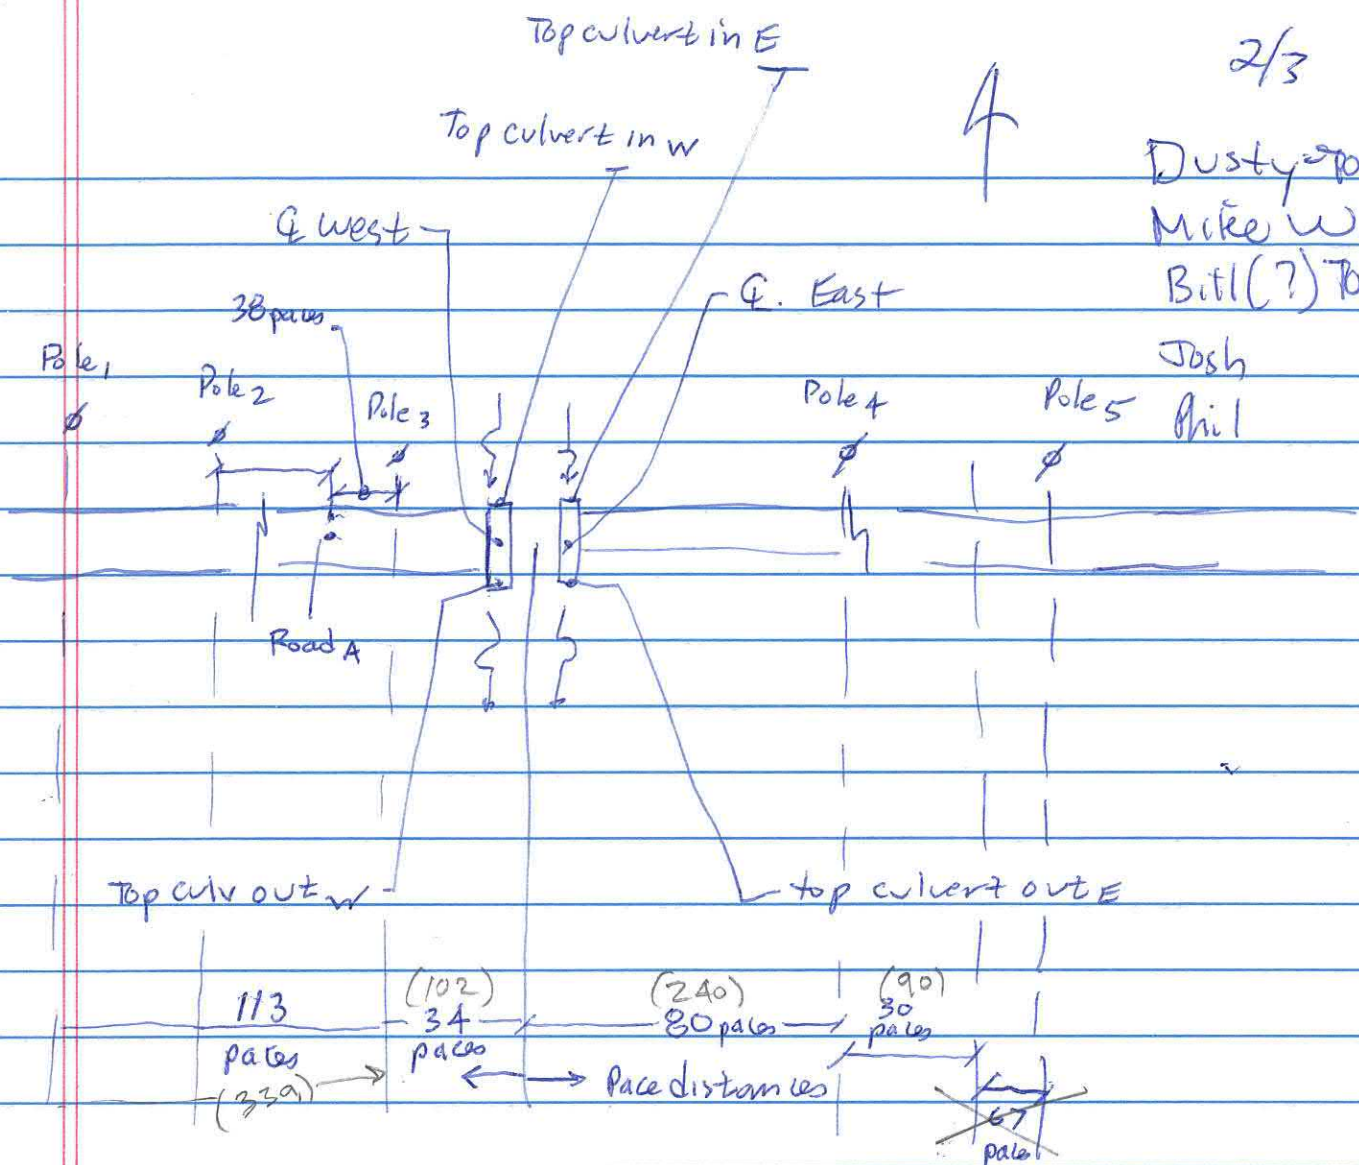 Top culvert in E
2/3
Top culvert in W
Dusty
Mike W
℄ West
℄ East
Bill(?) TO
38 paces
Josh
Phil
Pole 1
Pole 2
Pole 3
Pole 4
Pole 5
Road A
Top culv out W
top culvert out E
(102)
(240)
(90)
113
34
80 paces
30
paces
paces
paces
(339)
Pace distances
67
paces